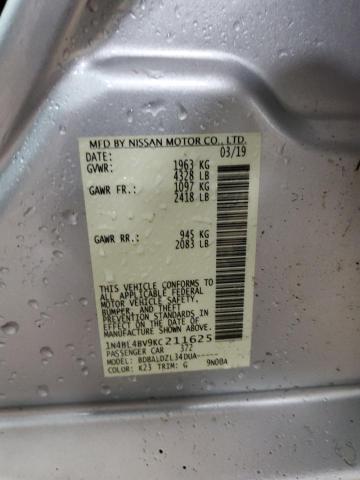 MFD BY NISSAN MOTOR CO., LTD.
DATE: 03/19
GVWR: 1963 KG
4328 LB
GAWR FR: 1097 KG
2418 LB
GAWR RR: 945 KG
2083 LB
THIS VEHICLE CONFORMS TO
ALL APPLICABLE FEDERAL
MOTOR VEHICLE SAFETY,
BUMPER, AND THEFT
PREVENTION STANDARDS IN
EFFECT ON THE DATE OF
MANUFACTURE SHOWN ABOVE.
1N4BL4BV9KC211625
PASSENGER CAR 372
MODEL: BDBALDZL34DUA-----
COLOR: K23 TRIM: G 9N0BA